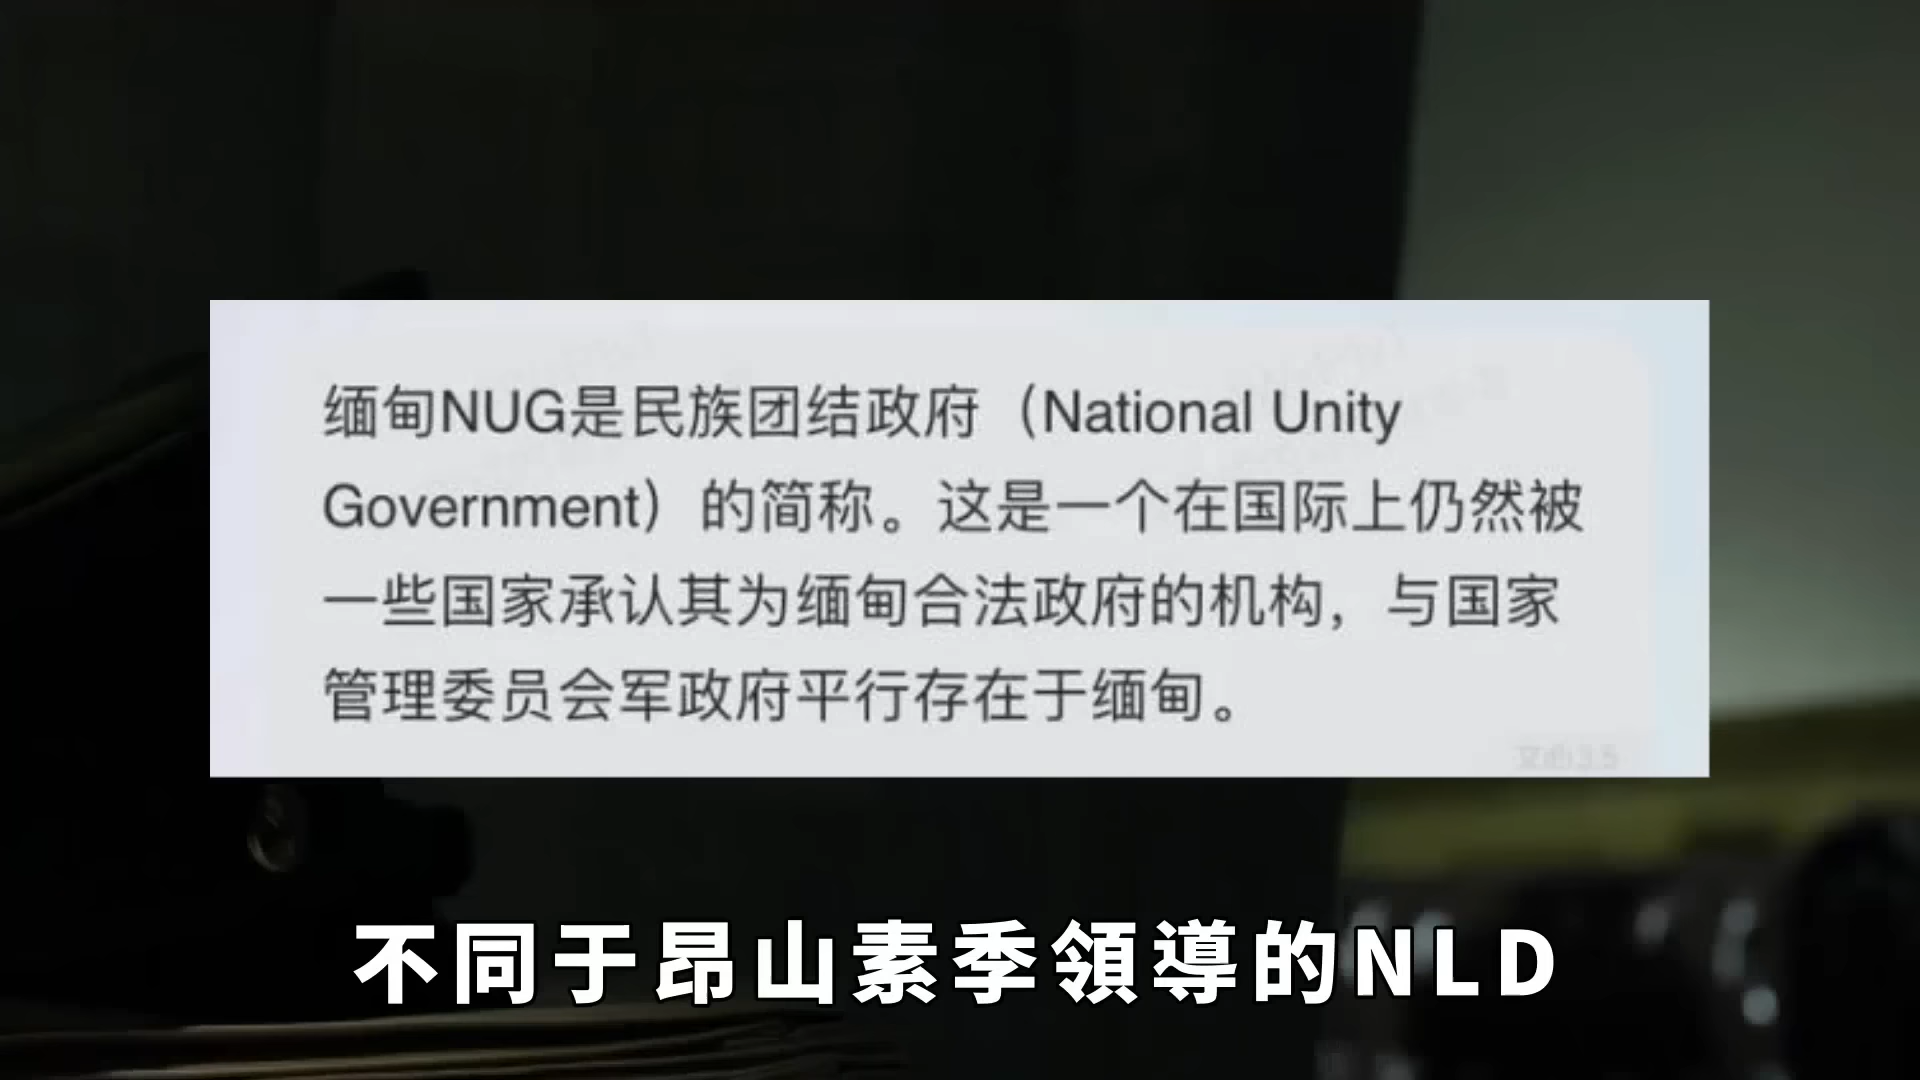 缅甸NUG是民族团结政府（National Unity
Government）的简称。这是一个在国际上仍然被
一些国家承认其为缅甸合法政府的机构，与国家
管理委员会军政府平行存在于缅甸。
不同于昂山素季領導的NLD